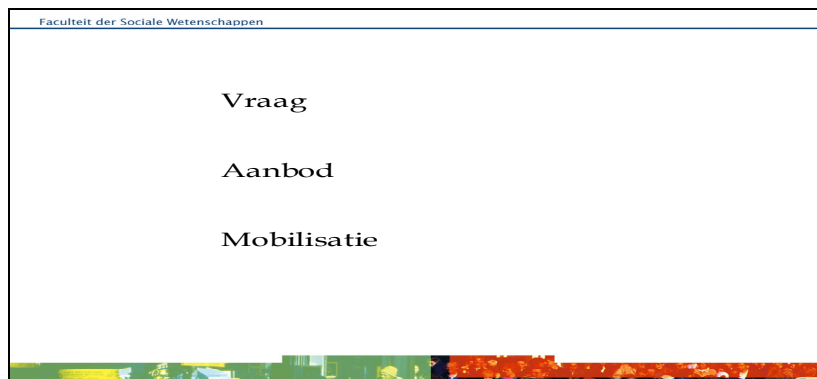 Faculteit der Sociale Wetenschappen
Vraag
Aanbod
Mobilisatie